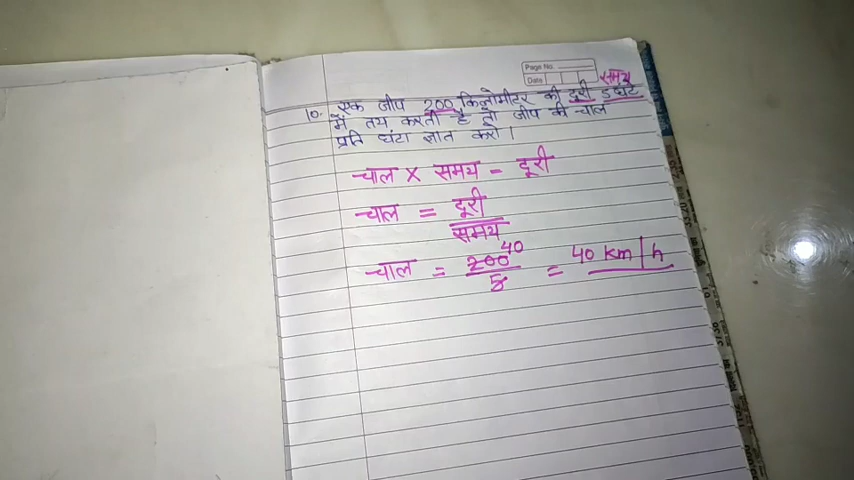 Page No.
Date
समय
10. एक जीप 200 किलोमीटर की दूरी 5 घंटे
में तय करती है तो जीप की चाल
प्रति घंटा ज्ञात करो।
चाल × समय = दूरी
चाल = दूरी
समय
चाल = 200 40 = 40 km/h
5